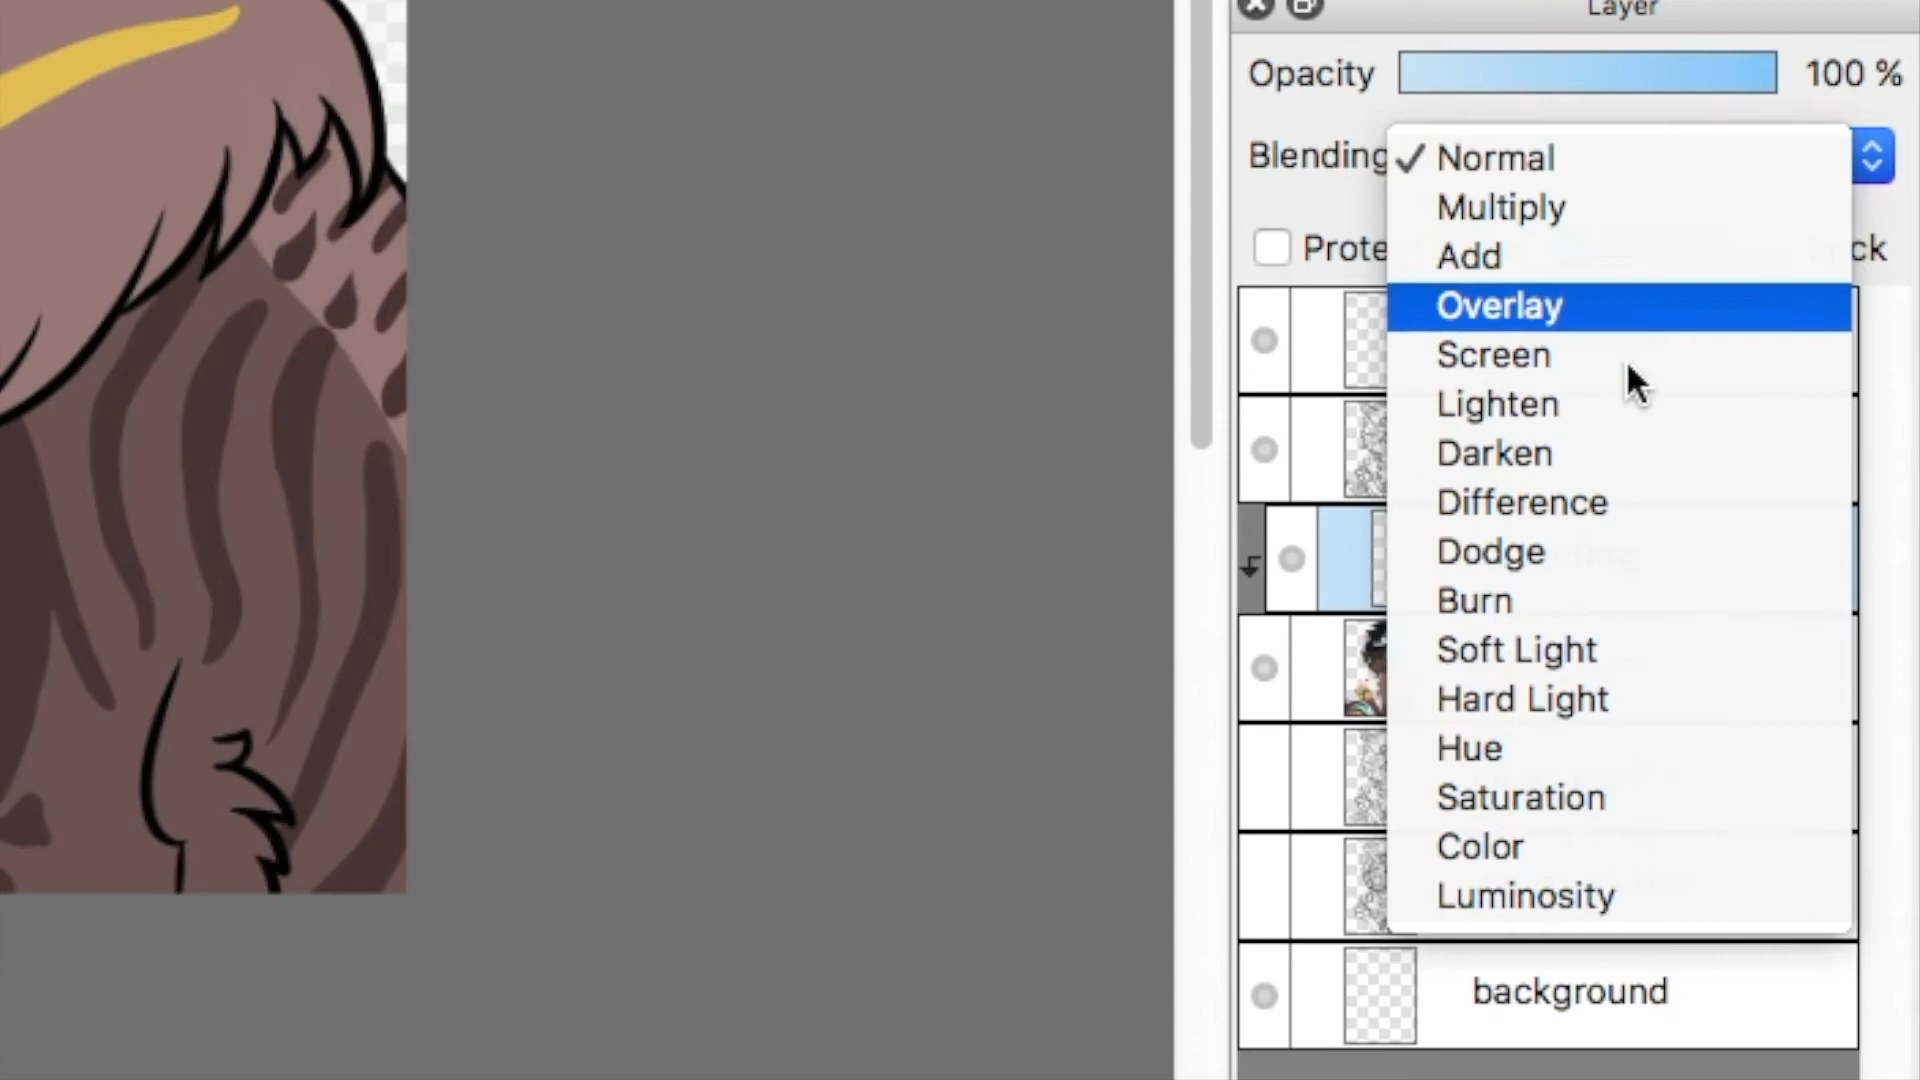 Layer
Opacity 100 %
Blending
Normal
Multiply
Add
Prote ck
Overlay
Screen
Lighten
Darken
Difference
Dodge
Burn
Soft Light
Hard Light
Hue
Saturation
Color
Luminosity
background